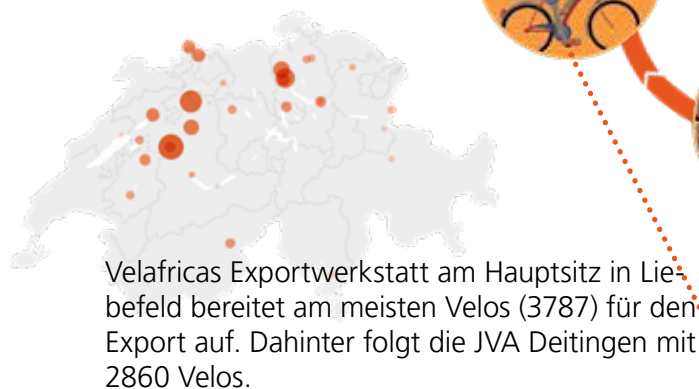 Velafricas Exportwerkstatt am Hauptsitz in Lie-
befeld bereitet am meisten Velos (3787) für den
Export auf. Dahinter folgt die JVA Deitingen mit
2860 Velos.